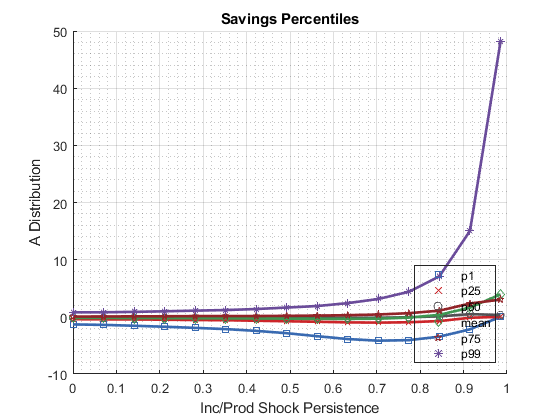 Savings Percentiles
50
40
30
20
10
0
-10
A Distribution
p1
p25
p50
mean
p75
p99
0 0.1 0.2 0.3 0.4 0.5 0.6 0.7 0.8 0.9 1
Inc/Prod Shock Persistence